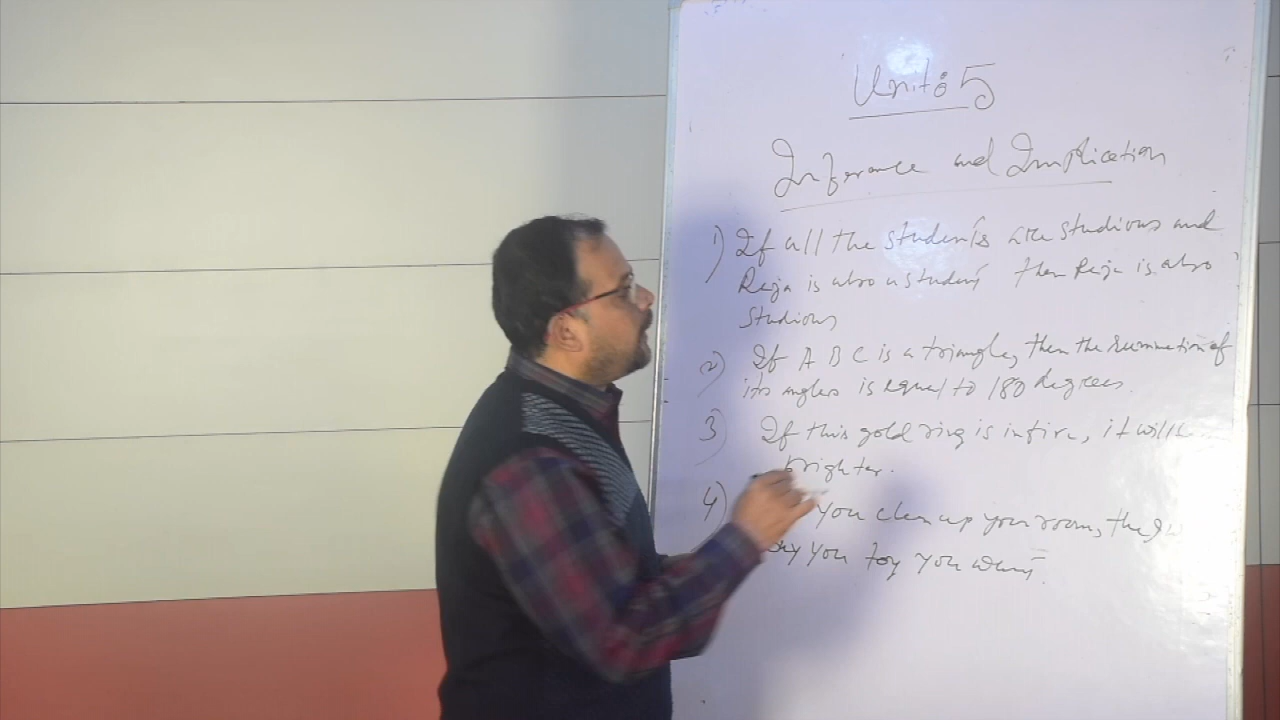 Unit: 5
Inference and Implication
1) If all the students are studious and
Reja is also a student then Reja is also
studious
2) If A B C is a triangle, then the summation of
its angles is equal to 180 degrees.
3) If this gold ring is in fire, it will
brighter.
4) you clean up your room, then
buy you toy you want.